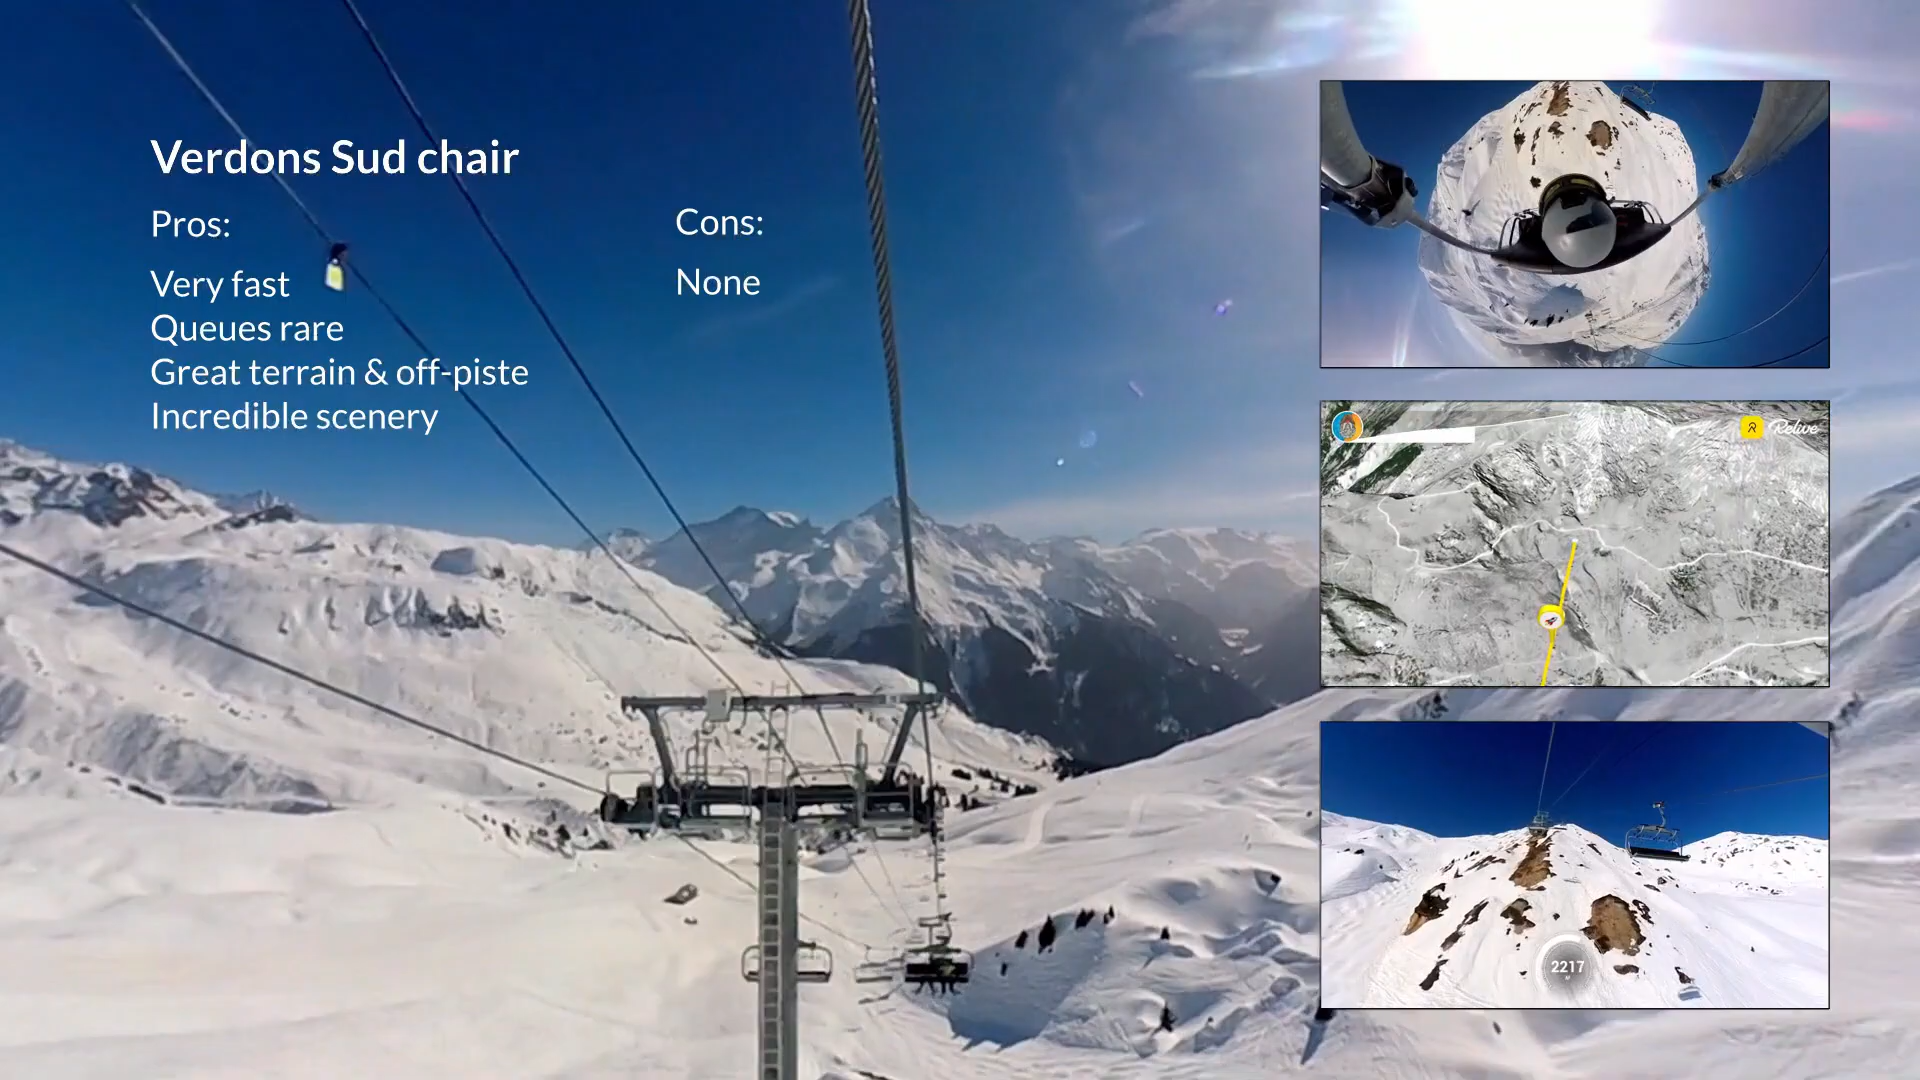 Verdons Sud chair
Pros:
Very fast
Queues rare
Great terrain & off-piste
Incredible scenery
Cons:
None
Relive
2217